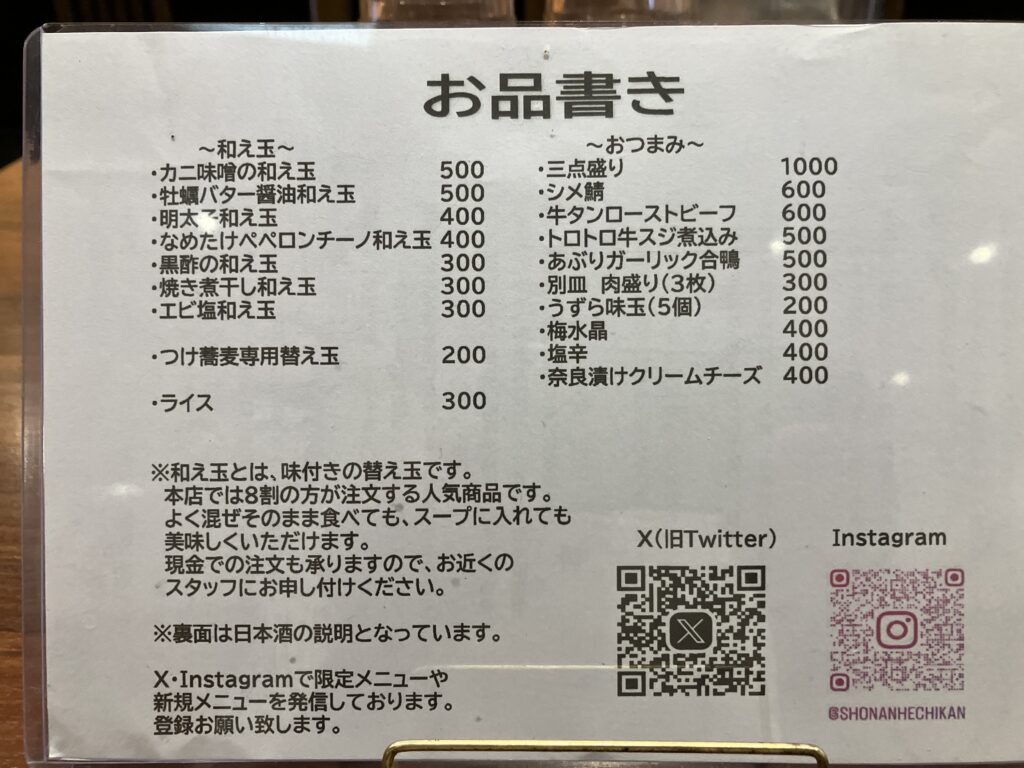 お品書き
～和え玉～
・カニ味噌の和え玉 500
・牡蠣バター醤油和え玉 500
・明太子和え玉 400
・なめたけペペロンチーノ和え玉 400
・黒酢の和え玉 300
・焼き煮干し和え玉 300
・エビ塩和え玉 300
・つけ蕎麦専用替え玉 200
・ライス 300
～おつまみ～
・三点盛り 1000
・シメ鯖 600
・牛タンローストビーフ 600
・トロトロ牛スジ煮込み 500
・あぶりガーリック合鴨 500
・別皿 肉盛り(3枚) 300
・うずら味玉(5個) 200
・梅水晶 400
・塩辛 400
・奈良漬けクリームチーズ 400
※和え玉とは、味付きの替え玉です。
本店では8割の方が注文する人気商品です。
よく混ぜそのまま食べても、スープに入れても
美味しくいただけます。
現金での注文も承りますので、お近くの
スタッフにお申し付けください。
※裏面は日本酒の説明となっています。
X・Instagramで限定メニューや
新規メニューを発信しております。
登録お願い致します。
X(旧Twitter)
Instagram
@SHONANHECHIKAN